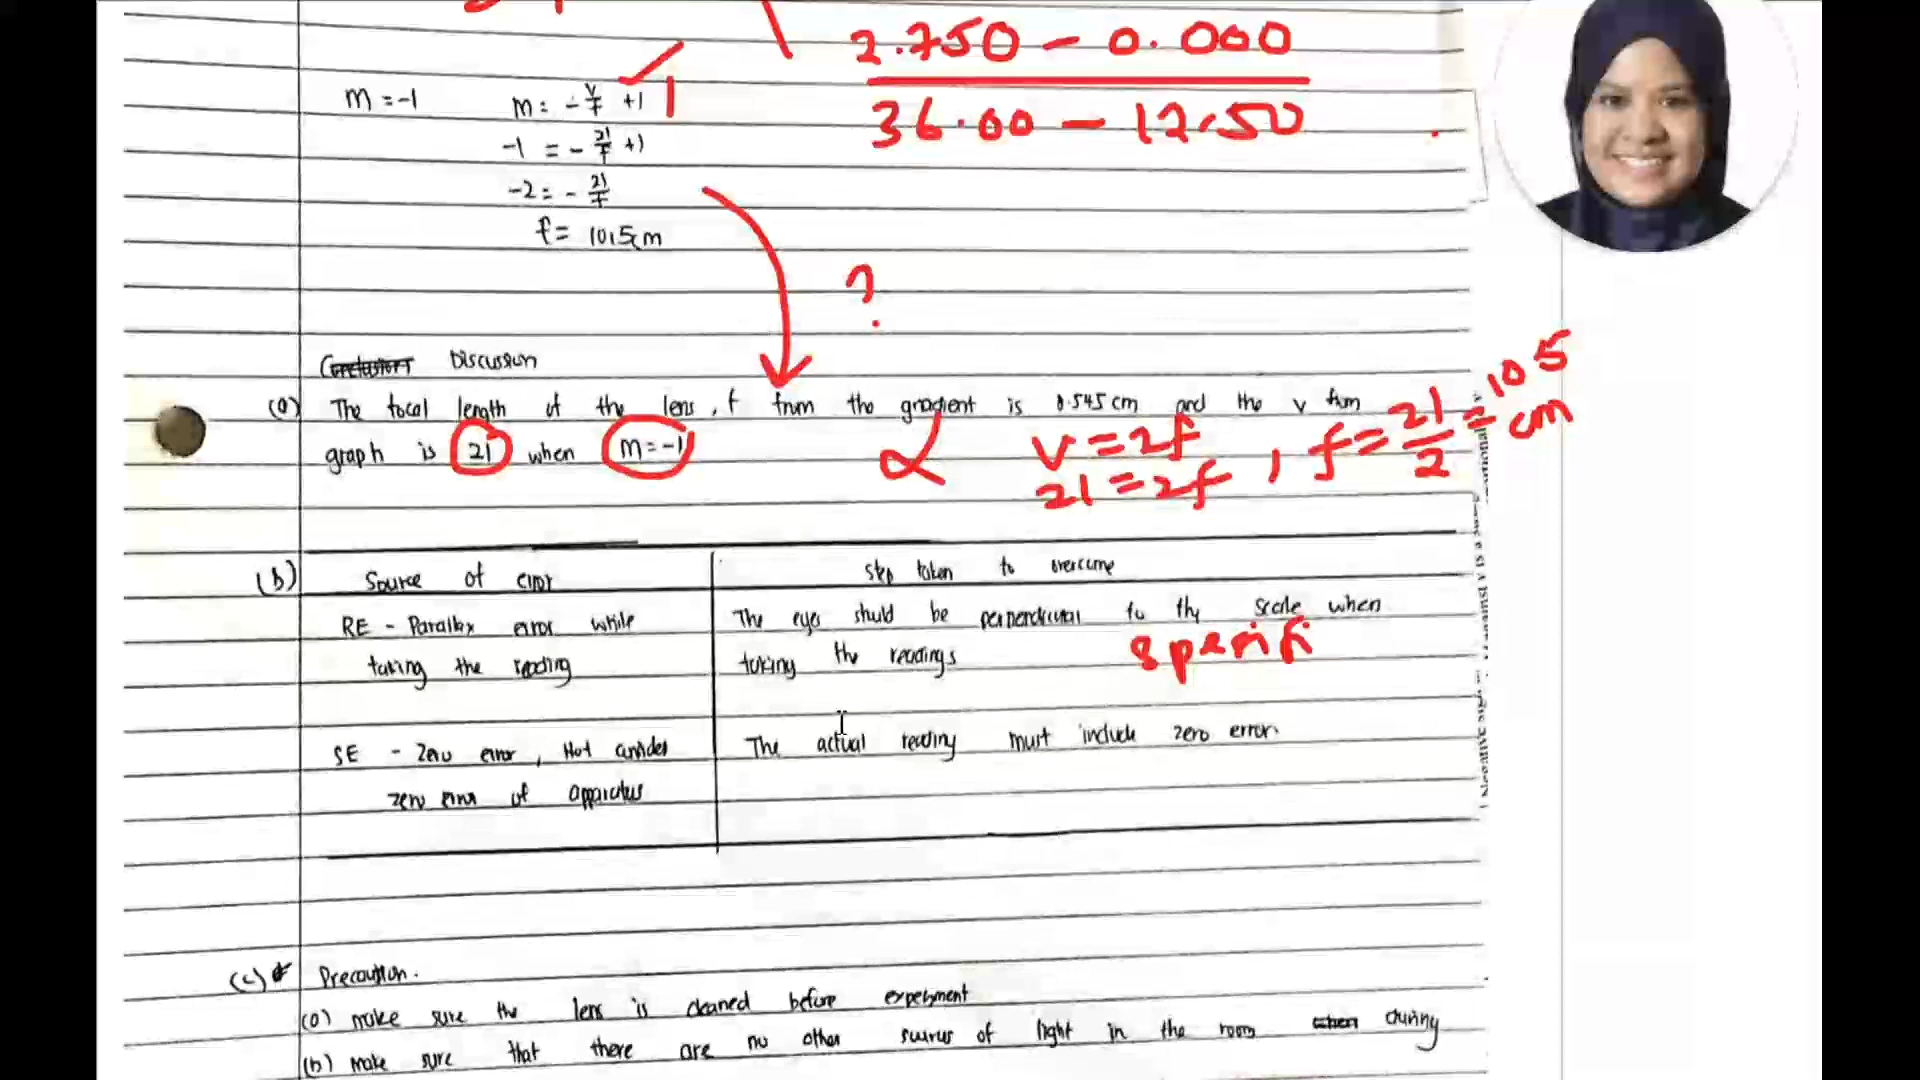 2.750 - 0.000
36.00 - 12.50
m = -1
m = - v/f + 1
-1 = - 21/f + 1
-2 = - 21/f
f = 10.5cm
?
Conclusion Discussion
(a) The focal length of the lens, f from the gradient is 0.545 cm and the v from
graph is 21 when m = -1
v = 2f
21 = 2f , f = 21/2 = 10.5 cm
(b) Source of error
step taken to overcome
RE - Parallax error while
taking the reading
The eyes should be perpendicular to the scale when
taking the readings
SE - Zero error, Not consider
zero error of apparatus
The actual reading must include zero error.
(c) Precaution.
(a) make sure the lens is cleaned before experyment
(b) make sure that there are no other sources of light in the room when during